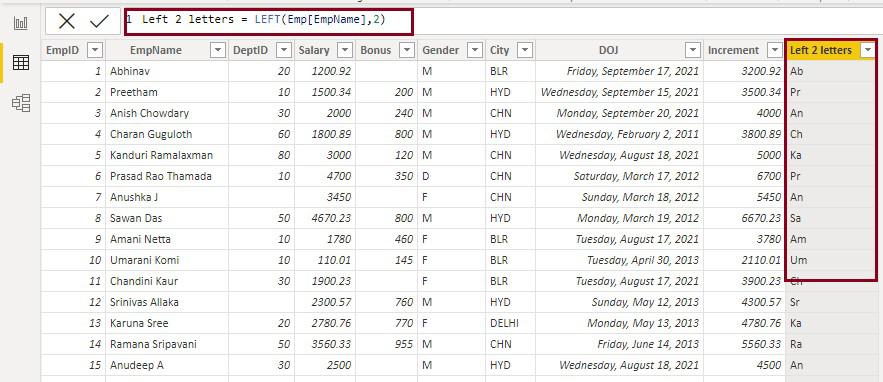 1 Left 2 letters = LEFT(Emp[EmpName],2)
EmpID EmpName DeptID Salary Bonus Gender City DOJ Increment Left 2 letters
1 Abhinav 20 1200.92 M BLR Friday, September 17, 2021 3200.92 Ab
2 Preetham 10 1500.34 200 M HYD Wednesday, September 15, 2021 3500.34 Pr
3 Anish Chowdary 30 2000 240 M CHN Monday, September 20, 2021 4000 An
4 Charan Guguloth 60 1800.89 800 M HYD Wednesday, February 2, 2011 3800.89 Ch
5 Kanduri Ramalaxman 80 3000 120 M CHN Wednesday, August 18, 2021 5000 Ka
6 Prasad Rao Thamada 10 4700 350 D CHN Saturday, March 17, 2012 6700 Pr
7 Anushka J 3450 F CHN Sunday, March 18, 2012 5450 An
8 Sawan Das 50 4670.23 800 M HYD Monday, March 19, 2012 6670.23 Sa
9 Amani Netta 10 1780 460 F BLR Tuesday, August 17, 2021 3780 Am
10 Umarani Komi 10 110.01 145 F BLR Tuesday, April 30, 2013 2110.01 Um
11 Chandini Kaur 30 1900.23 F BLR Tuesday, August 17, 2021 3900.23 Ch
12 Srinivas Allaka 2300.57 760 M HYD Sunday, May 12, 2013 4300.57 Sr
13 Karuna Sree 20 2780.76 770 F DELHI Monday, May 13, 2013 4780.76 Ka
14 Ramana Sripavani 50 3560.33 955 M CHN Friday, June 14, 2013 5560.33 Ra
15 Anudeep A 30 2500 M HYD Wednesday, August 18, 2021 4500 An